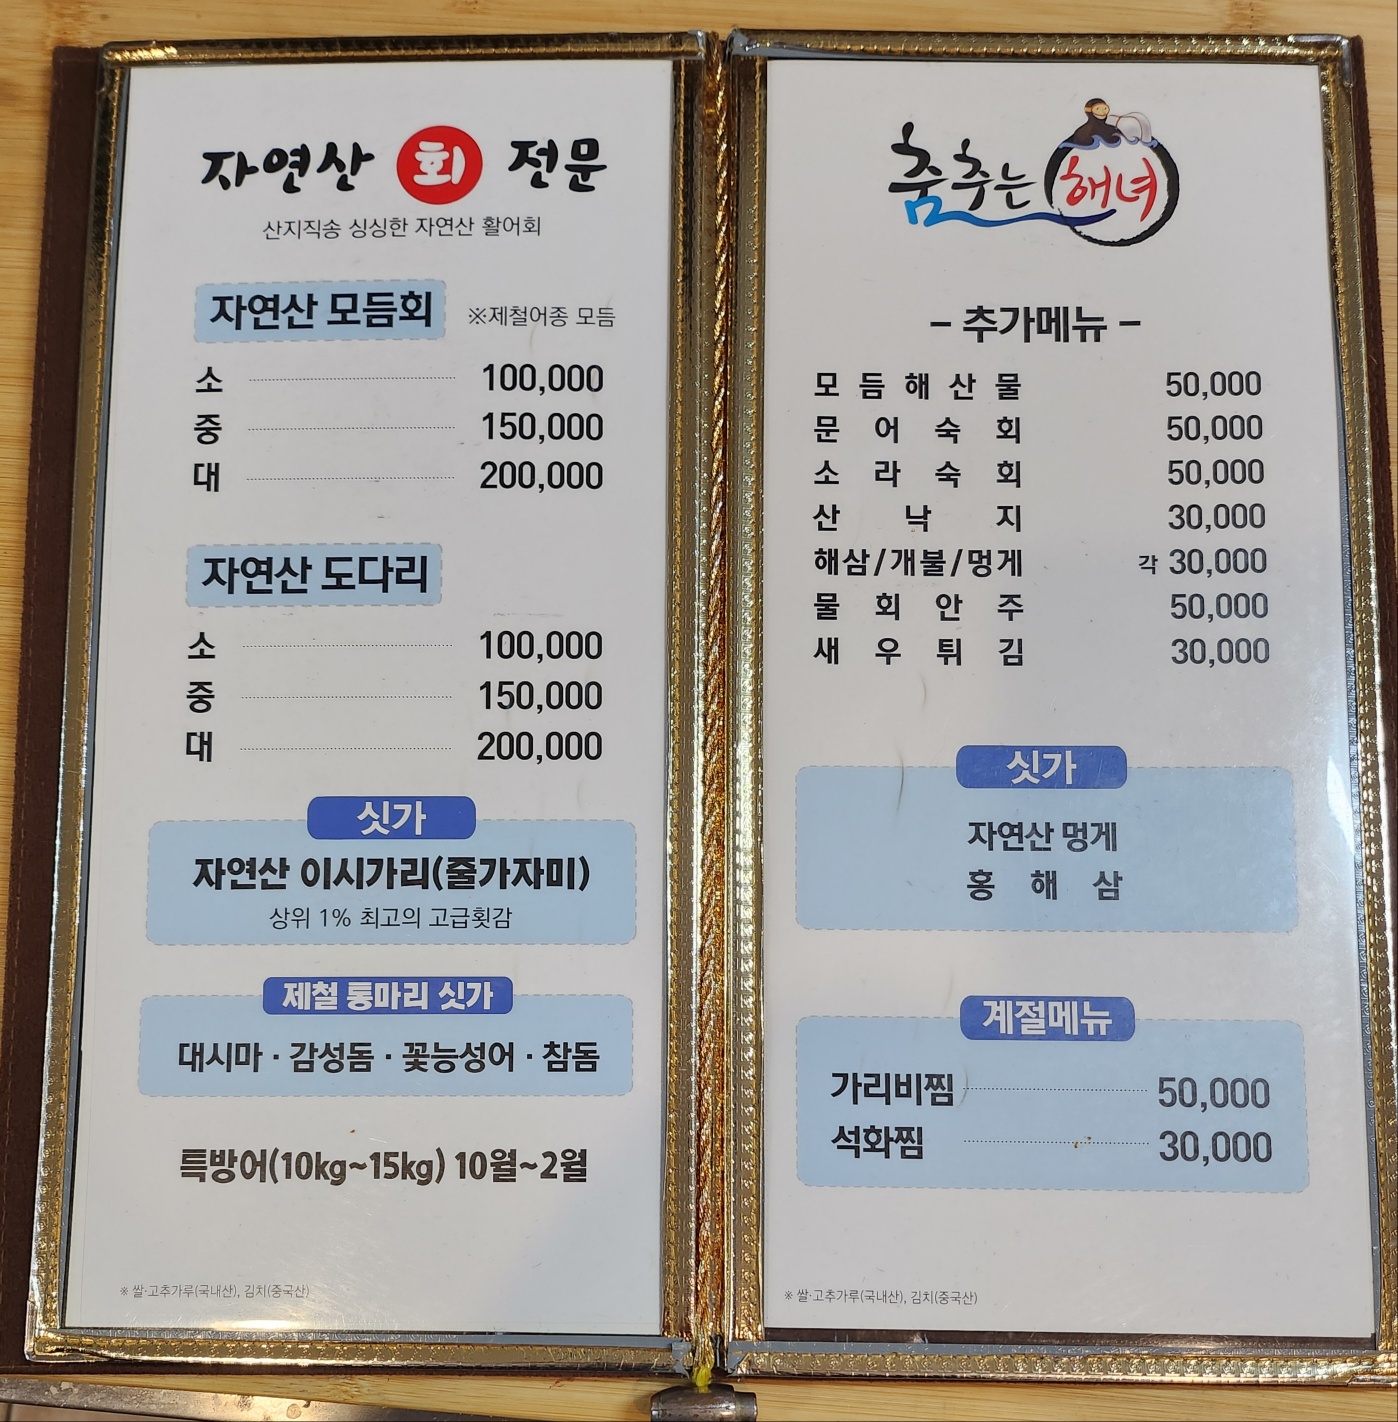 자연산 회 전문
산지직송 싱싱한 자연산 활어회
자연산 모듬회 ※제철어종 모듬
소 100,000
중 150,000
대 200,000
자연산 도다리
소 100,000
중 150,000
대 200,000
싯가
자연산 이시가리(줄가자미)
상위 1% 최고의 고급횟감
제철 통마리 싯가
대시마 · 감성돔 · 꽃능성어 · 참돔
특방어(10kg~15kg) 10월~2월
※ 쌀·고추가루(국내산), 김치(중국산)
춤추는 해녀
– 추가메뉴 –
모듬해산물 50,000
문어숙회 50,000
소라숙회 50,000
산낙지 30,000
해삼/개불/멍게 각 30,000
물회안주 50,000
새우튀김 30,000
싯가
자연산 멍게
홍해삼
계절메뉴
가리비찜 50,000
석화찜 30,000
※ 쌀·고추가루(국내산), 김치(중국산)